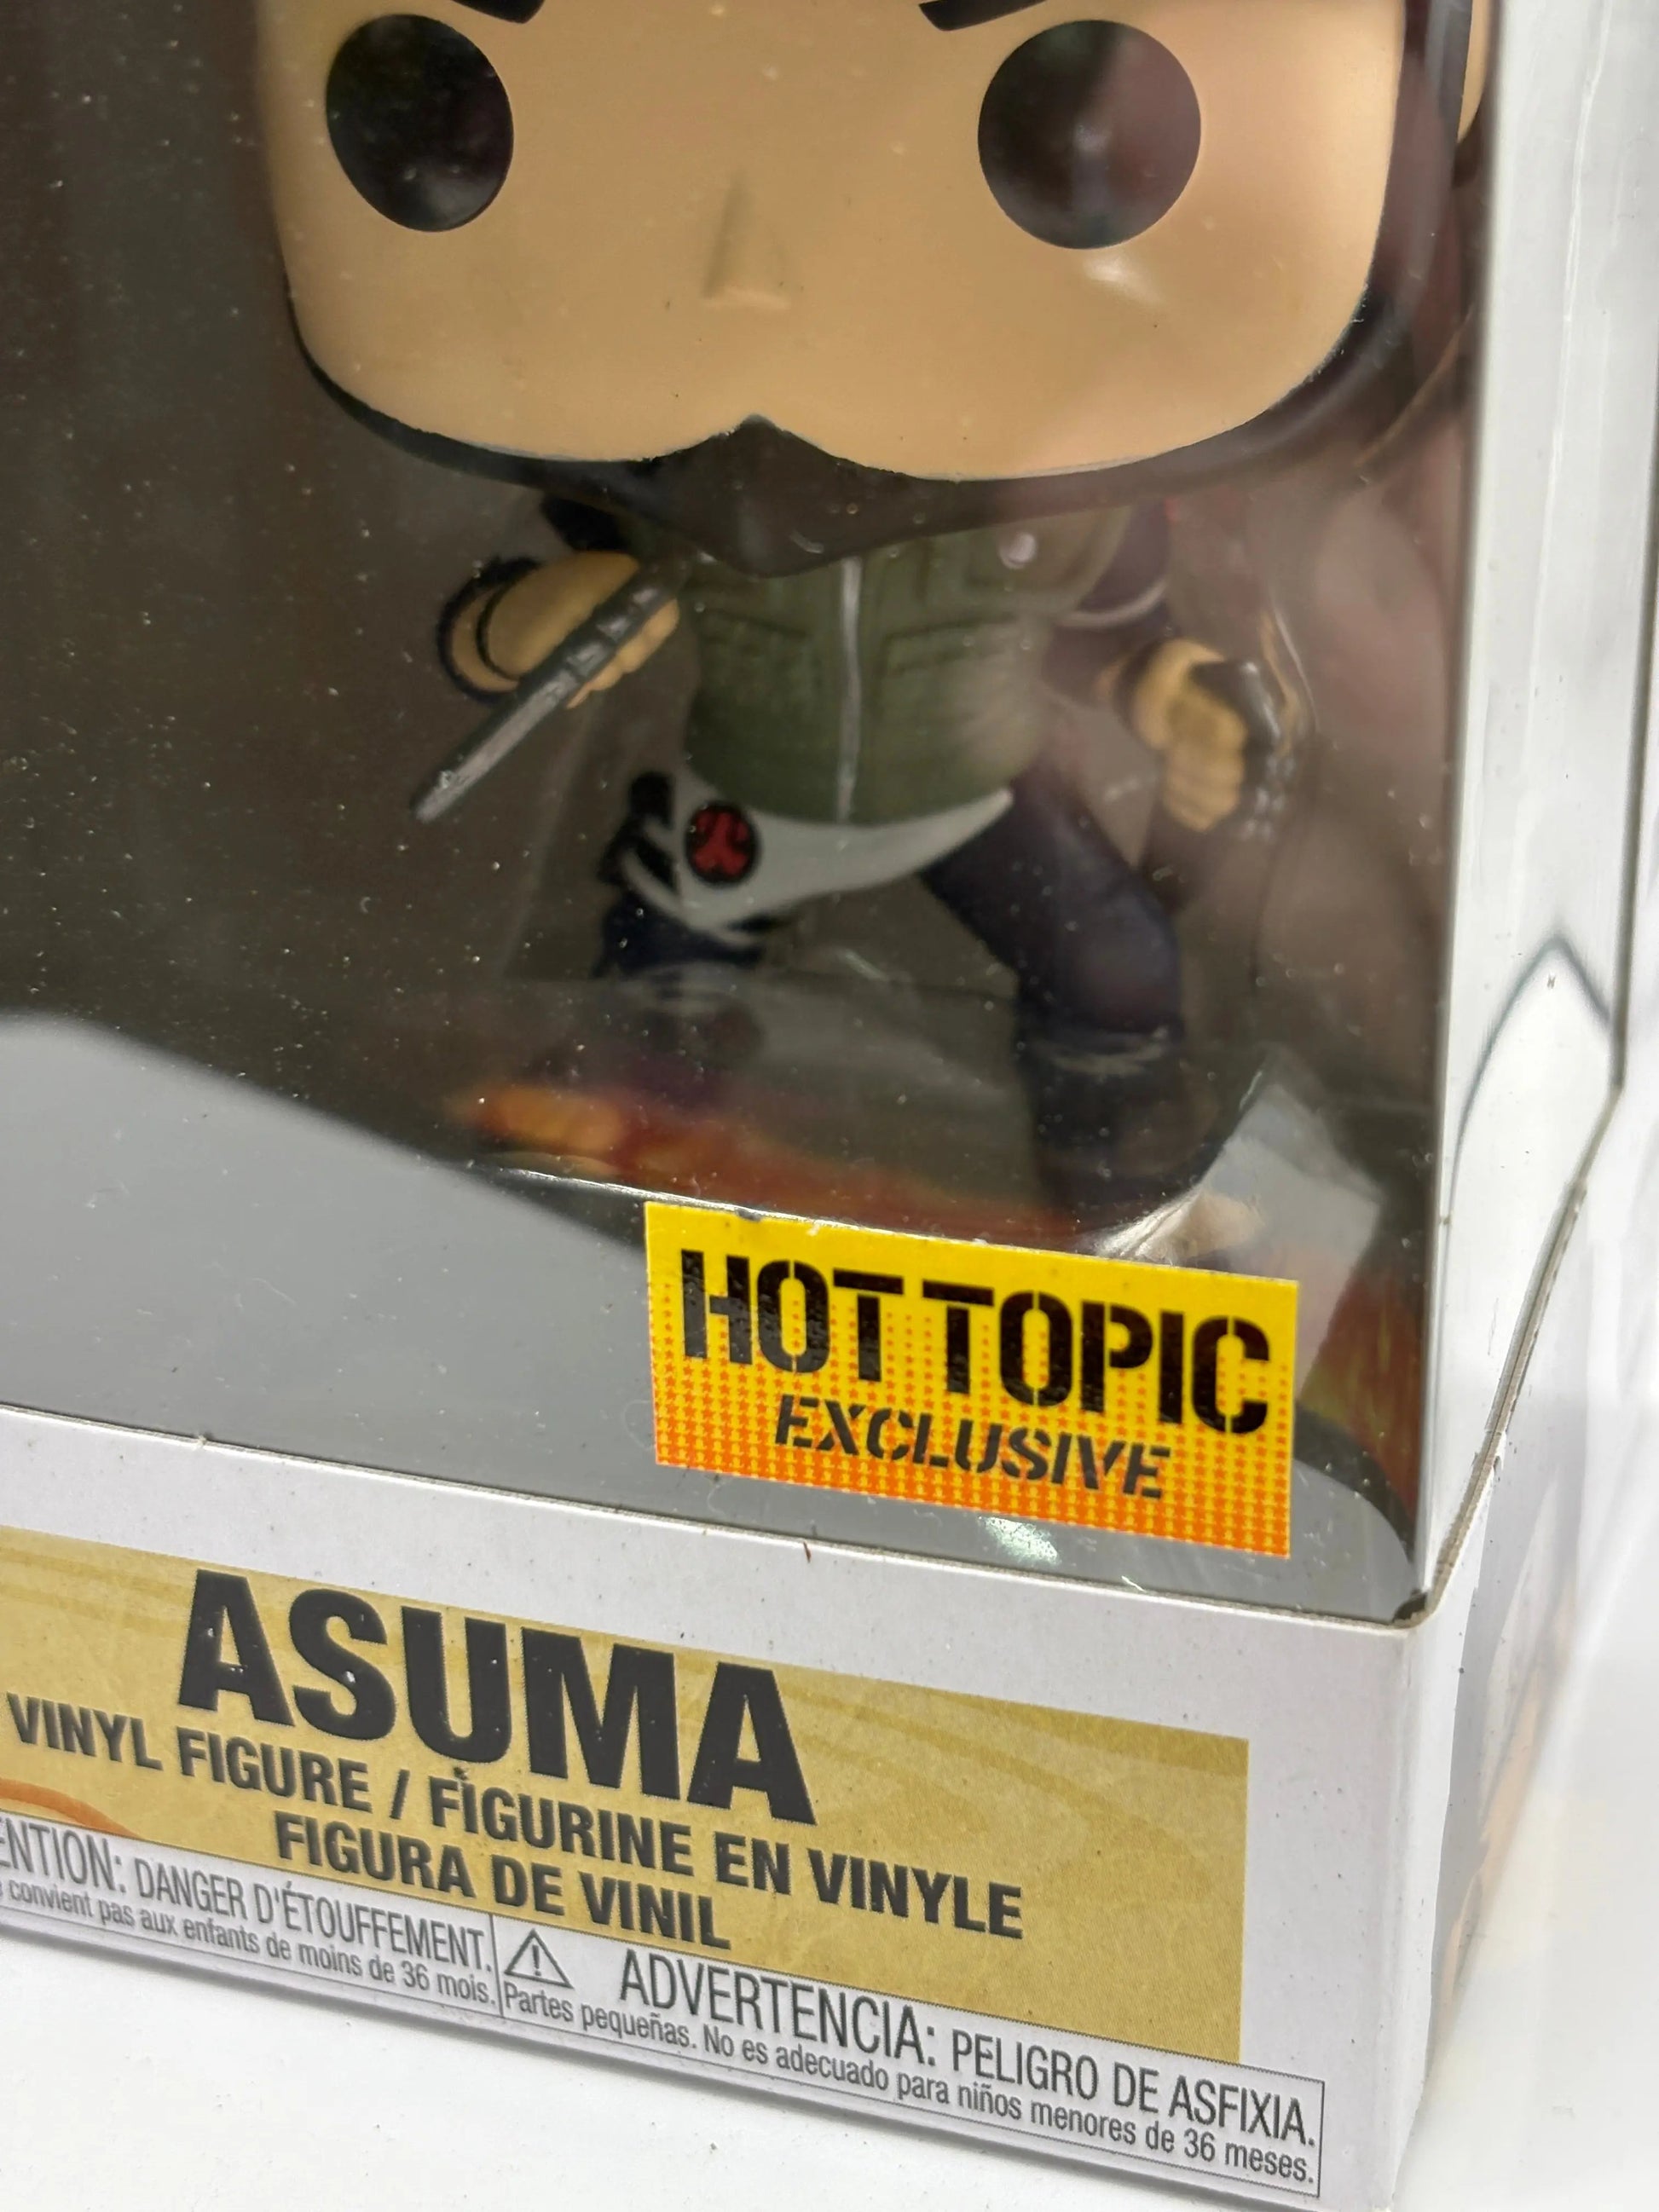 HOT TOPIC
EXCLUSIVE
ASUMA
VINYL FIGURE / FIGURINE EN VINYLE
FIGURA DE VINIL
DANGER D'ÉTOUFFEMENT.
convient pas aux enfants de moins de 36 mois.
ADVERTENCIA: PELIGRO DE ASFIXIA.
Partes pequeñas. No es adecuado para niños menores de 36 meses.